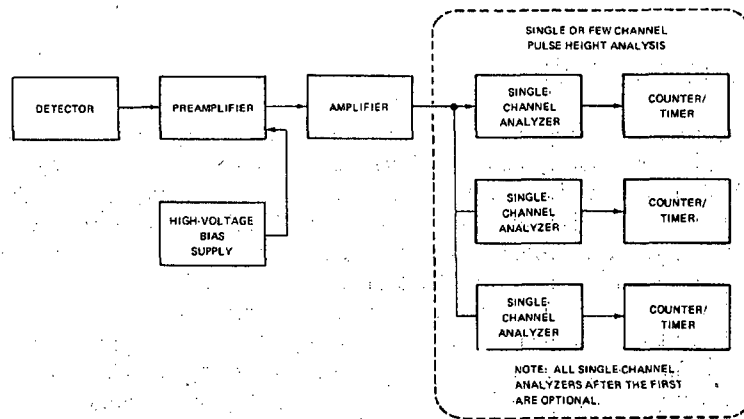 SINGLE OR FEW CHANNEL
PULSE HEIGHT ANALYSIS
DETECTOR
PREAMPLIFIER
AMPLIFIER
SINGLE-
CHANNEL
ANALYZER
COUNTER/
TIMER
HIGH-VOLTAGE
BIAS
SUPPLY
SINGLE-
CHANNEL
ANALYZER
COUNTER/
TIMER
SINGLE-
CHANNEL
ANALYZER
COUNTER/
TIMER
NOTE: ALL SINGLE-CHANNEL
ANALYZERS AFTER THE FIRST
ARE OPTIONAL.